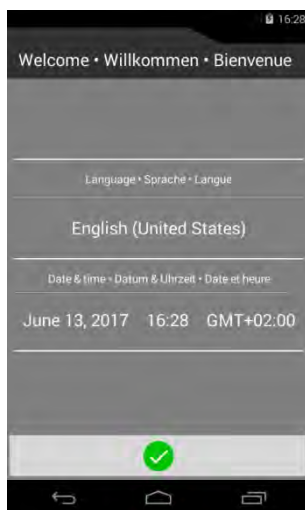 16:28
Welcome • Willkommen • Bienvenue
Language • Sprache • Langue
English (United States)
Date & time • Datum & Uhrzeit • Date et heure
June 13, 2017 16:28 GMT+02:00